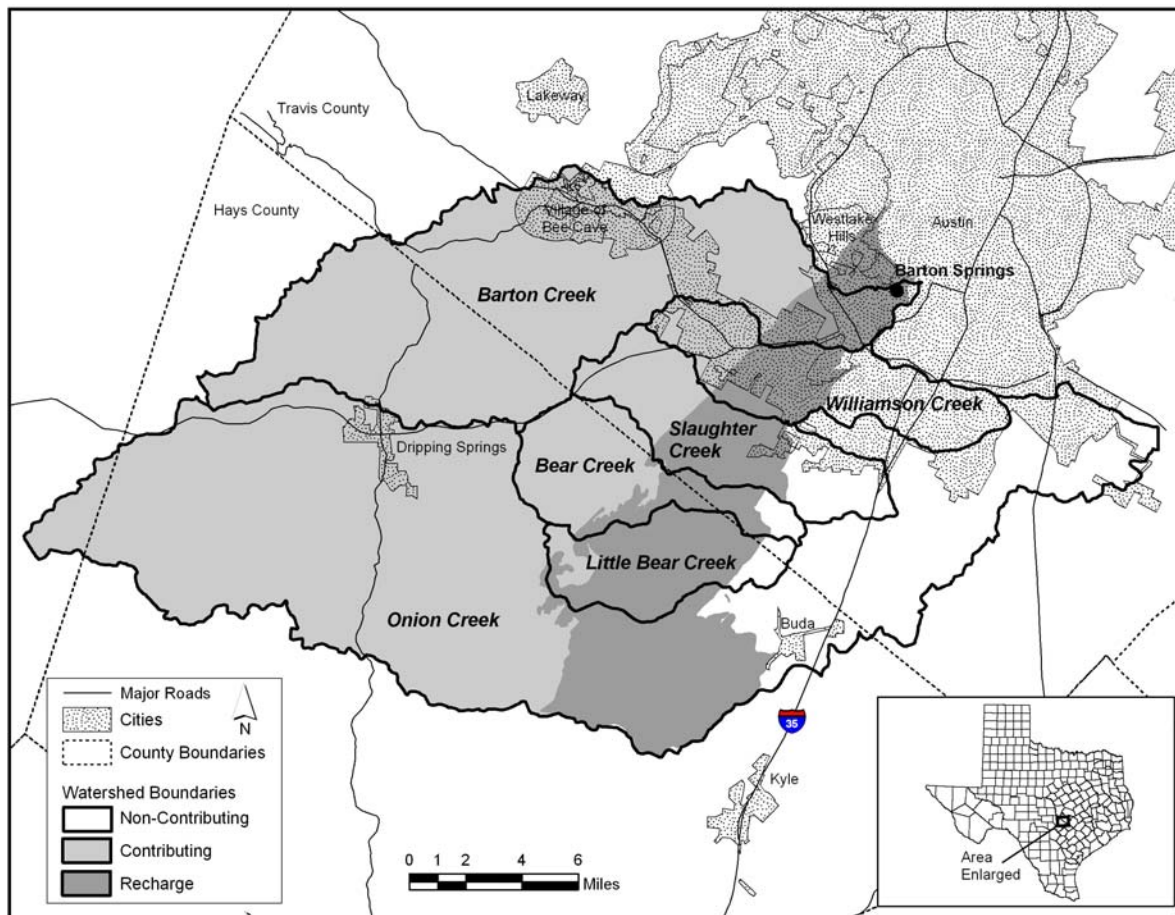 Lakeway
Travis County
Hays County
Village of
Bee Cave
Westlake
Hills
Austin
Barton Springs
Barton Creek
Williamson Creek
Slaughter
Creek
Dripping Springs
Bear Creek
Little Bear Creek
Onion Creek
Buda
35
Kyle
Major Roads
Cities
County Boundaries
N
Watershed Boundaries
Non-Contributing
Contributing
Recharge
0 1 2 4 6
Miles
Area
Enlarged